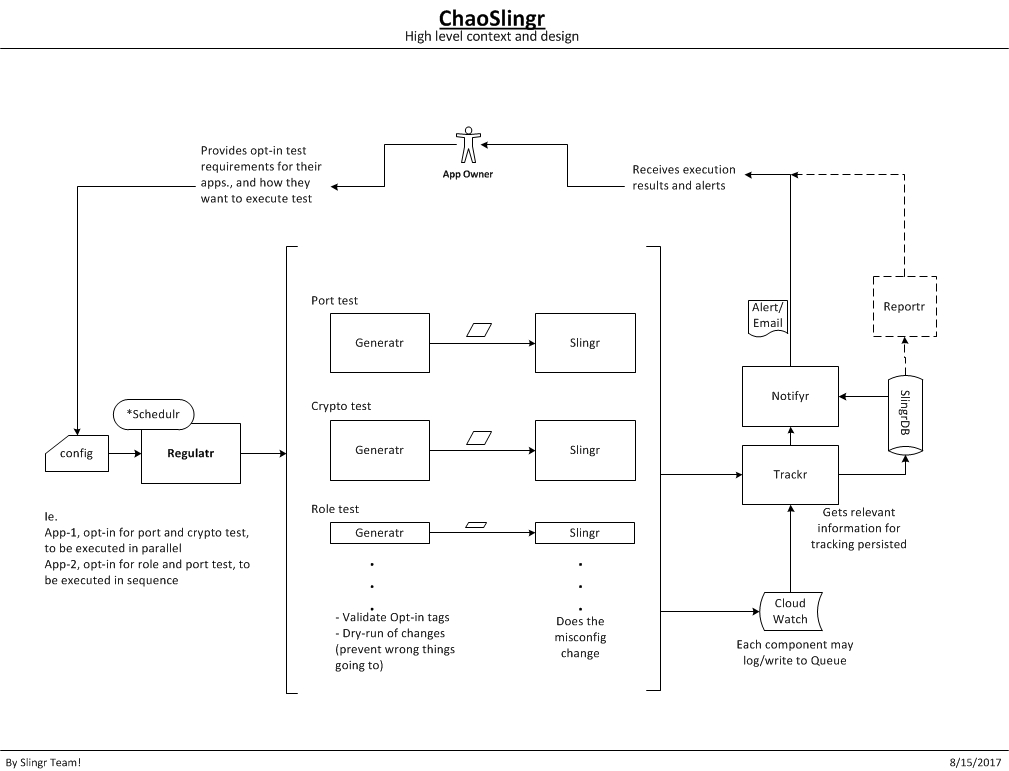 ChaoSlingr
High level context and design
Provides opt-in test
requirements for their
apps., and how they
want to execute test
App Owner
Receives execution
results and alerts
Port test
Generatr
Slingr
Crypto test
Generatr
Slingr
Role test
Generatr
Slingr
- Validate Opt-in tags
- Dry-run of changes
(prevent wrong things
going to)
Does the
misconfig
change
*Schedulr
config
Regulatr
Ie.
App-1, opt-in for port and crypto test,
to be executed in parallel
App-2, opt-in for role and port test, to
be executed in sequence
Alert/
Email
Reportr
Notifyr
SlingrDB
Trackr
Gets relevant
information for
tracking persisted
Cloud
Watch
Each component may
log/write to Queue
By Slingr Team!
8/15/2017